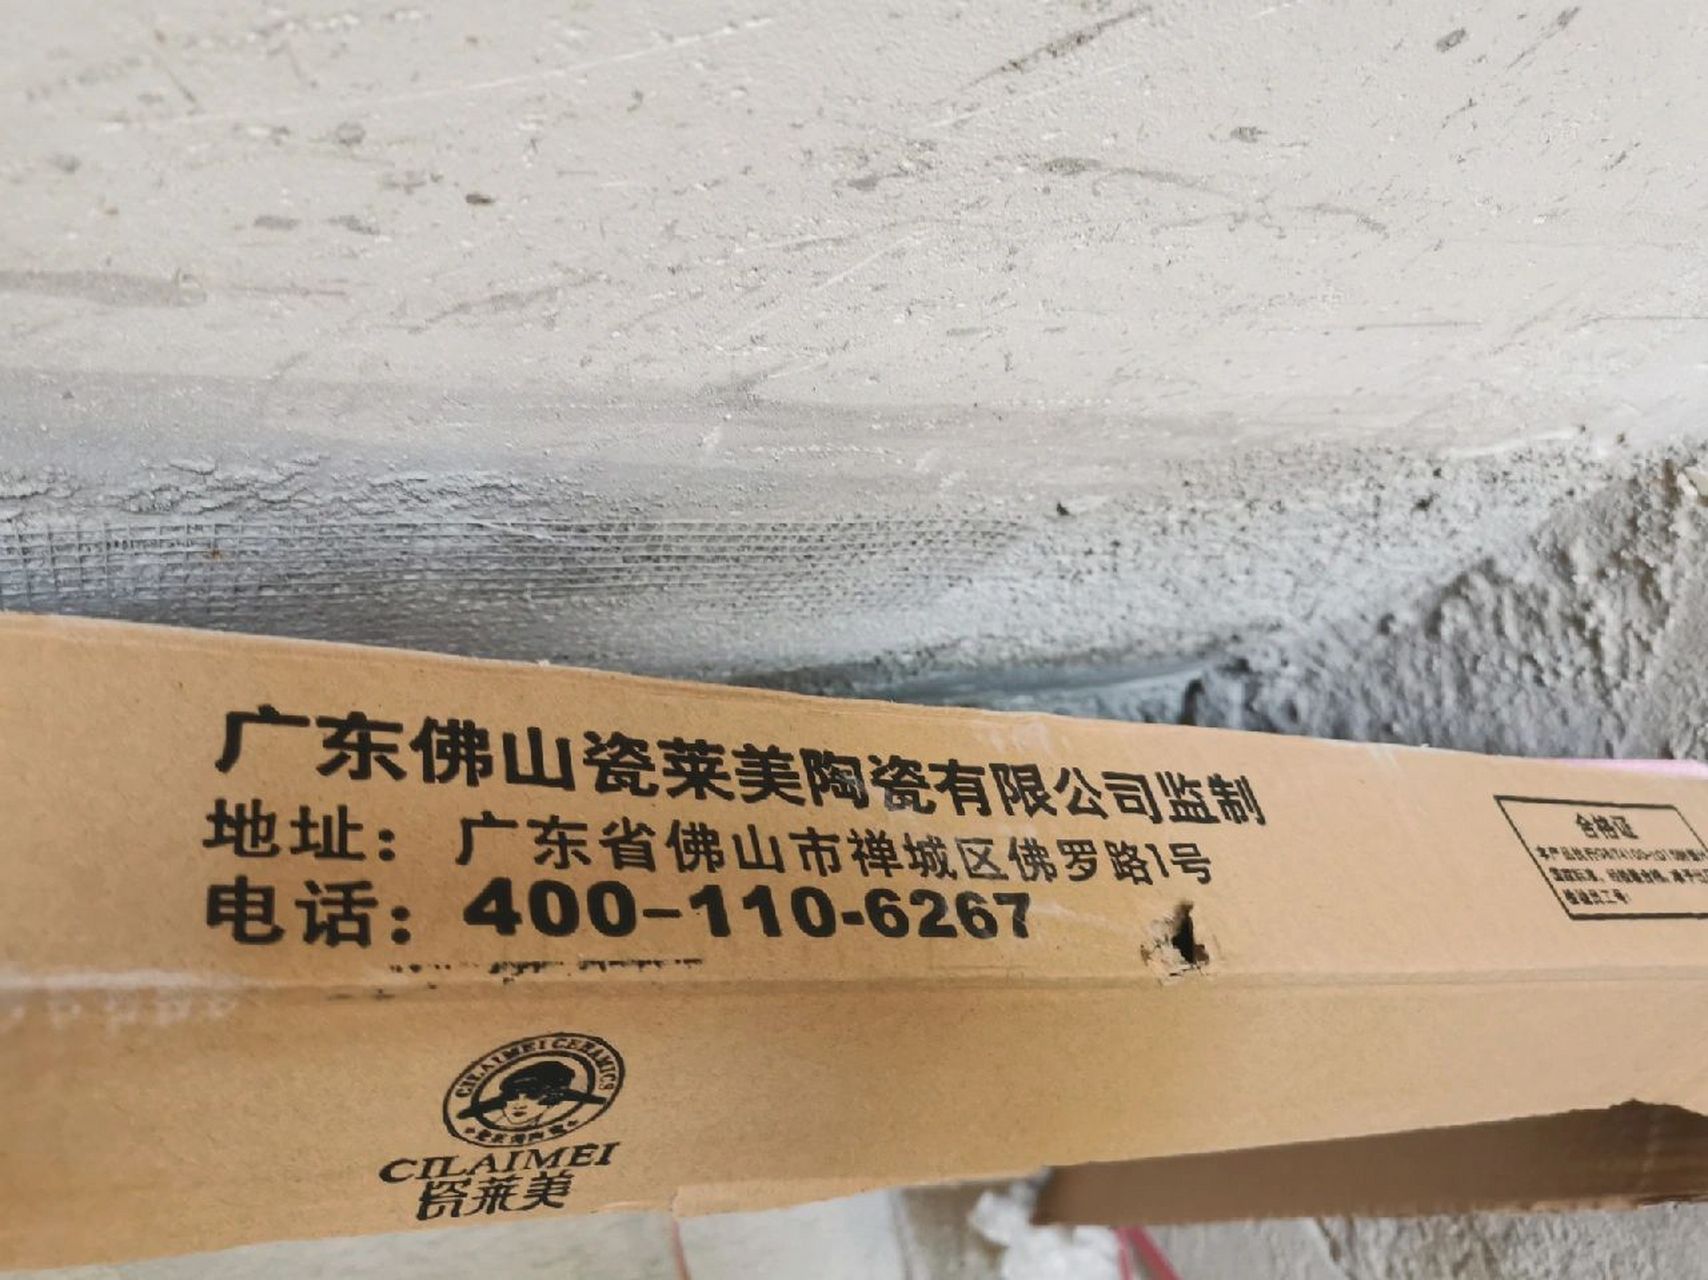 广东佛山瓷莱美陶瓷有限公司监制
地址：广东省佛山市禅城区佛罗路1号
电话：400-110-6267
合格证
CILAIMEI CERAMICS
CILAIMEI
瓷莱美